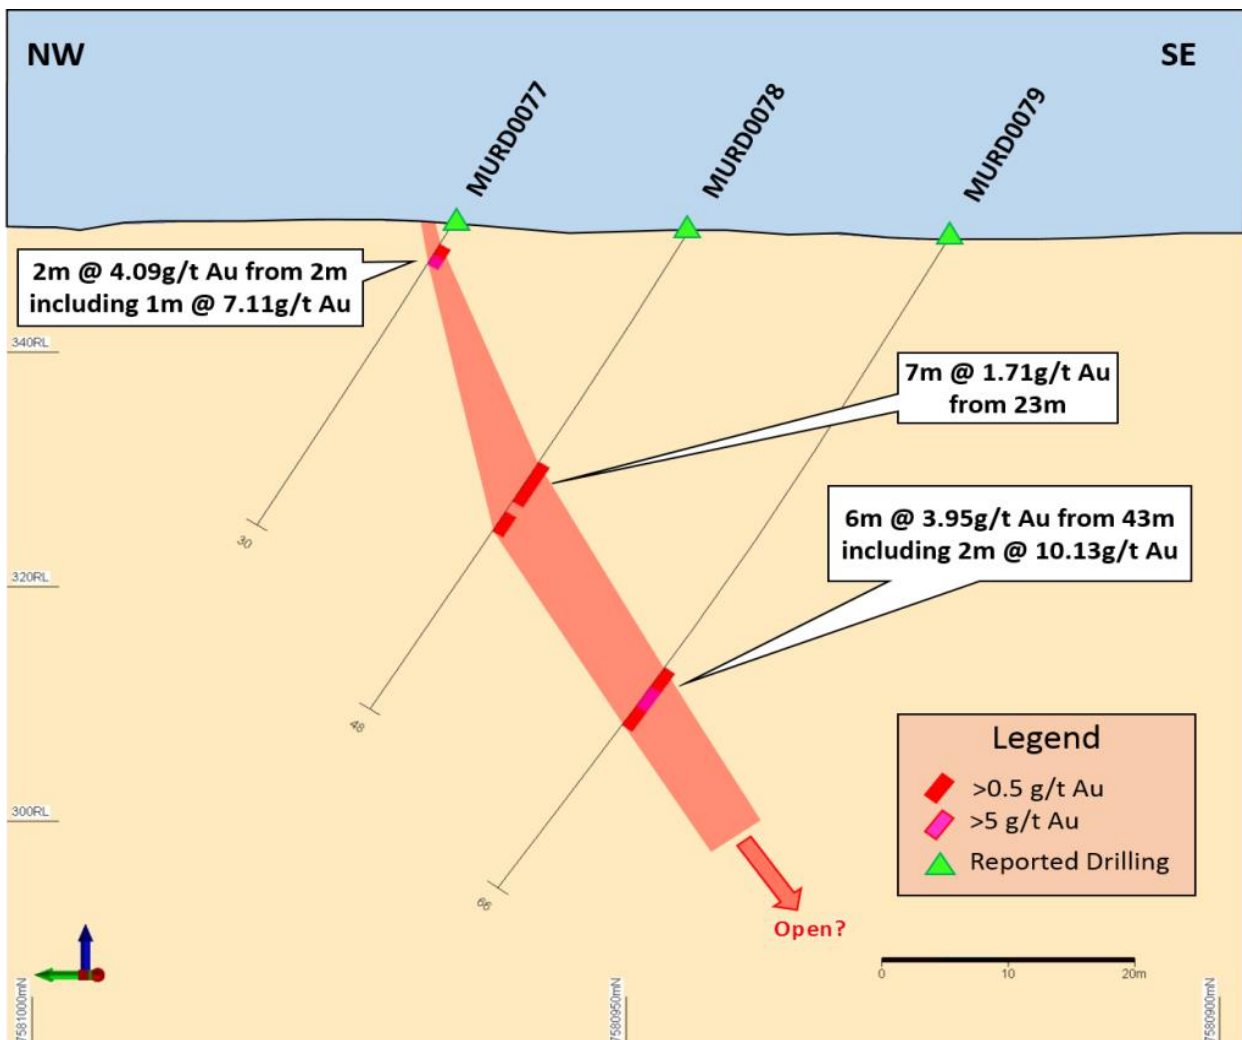 NW
SE
MURD0077
MURD0078
MURD0079
2m @ 4.09g/t Au from 2m
including 1m @ 7.11g/t Au
340RL
7m @ 1.71g/t Au
from 23m
6m @ 3.95g/t Au from 43m
including 2m @ 10.13g/t Au
30
320RL
48
Legend
>0.5 g/t Au
>5 g/t Au
Reported Drilling
300RL
66
Open?
0
10
20m
7581000mN
7580950mN
7580900mN